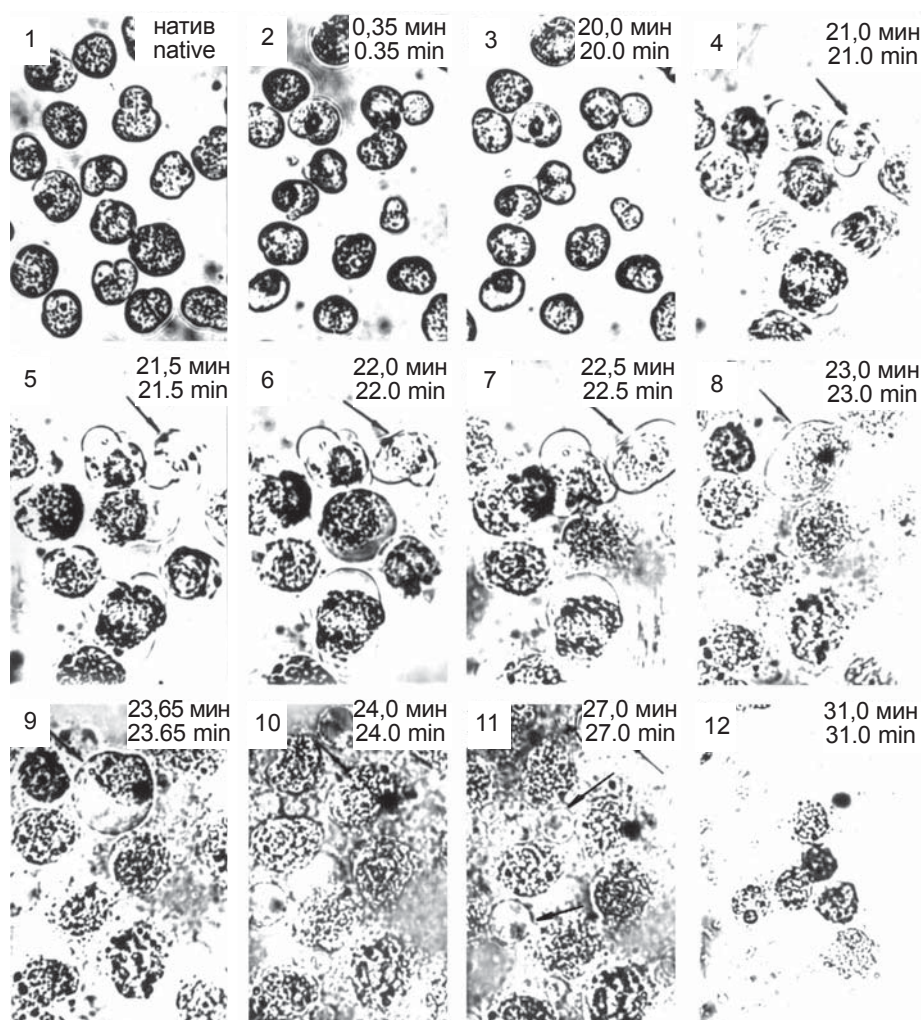 1
натив
native
2
0,35 мин
0.35 min
3
20,0 мин
20.0 min
4
21,0 мин
21.0 min
5
21,5 мин
21.5 min
6
22,0 мин
22.0 min
7
22,5 мин
22.5 min
8
23,0 мин
23.0 min
9
23,65 мин
23.65 min
10
24,0 мин
24.0 min
11
27,0 мин
27.0 min
12
31,0 мин
31.0 min